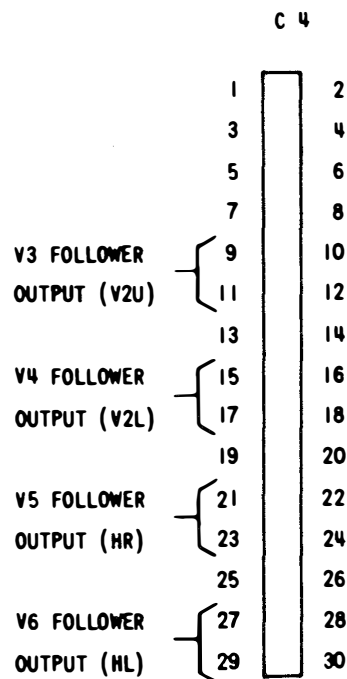 C 4
1 2
3 4
5 6
7 8
V3 FOLLOWER 9 10
OUTPUT (V2U) 11 12
13 14
V4 FOLLOWER 15 16
OUTPUT (V2L) 17 18
19 20
V5 FOLLOWER 21 22
OUTPUT (HR) 23 24
25 26
V6 FOLLOWER 27 28
OUTPUT (HL) 29 30